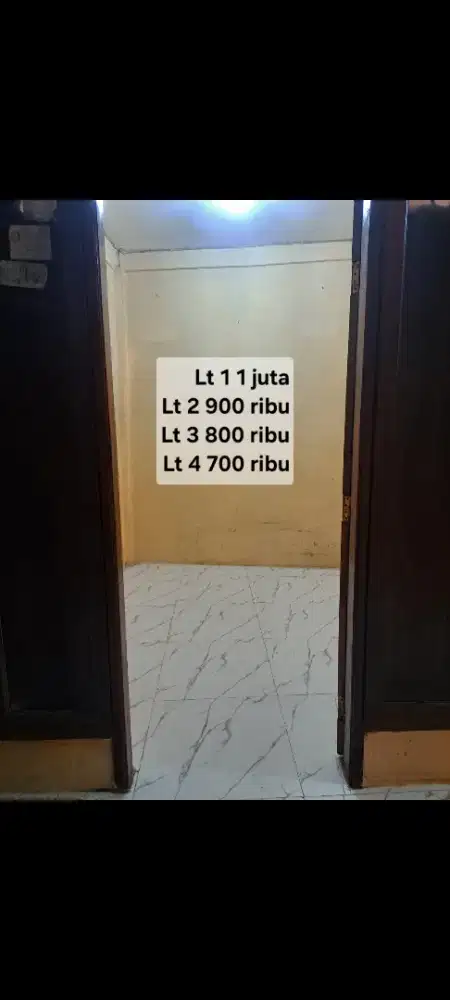 Lt 1 1 juta
Lt 2 900 ribu
Lt 3 800 ribu
Lt 4 700 ribu